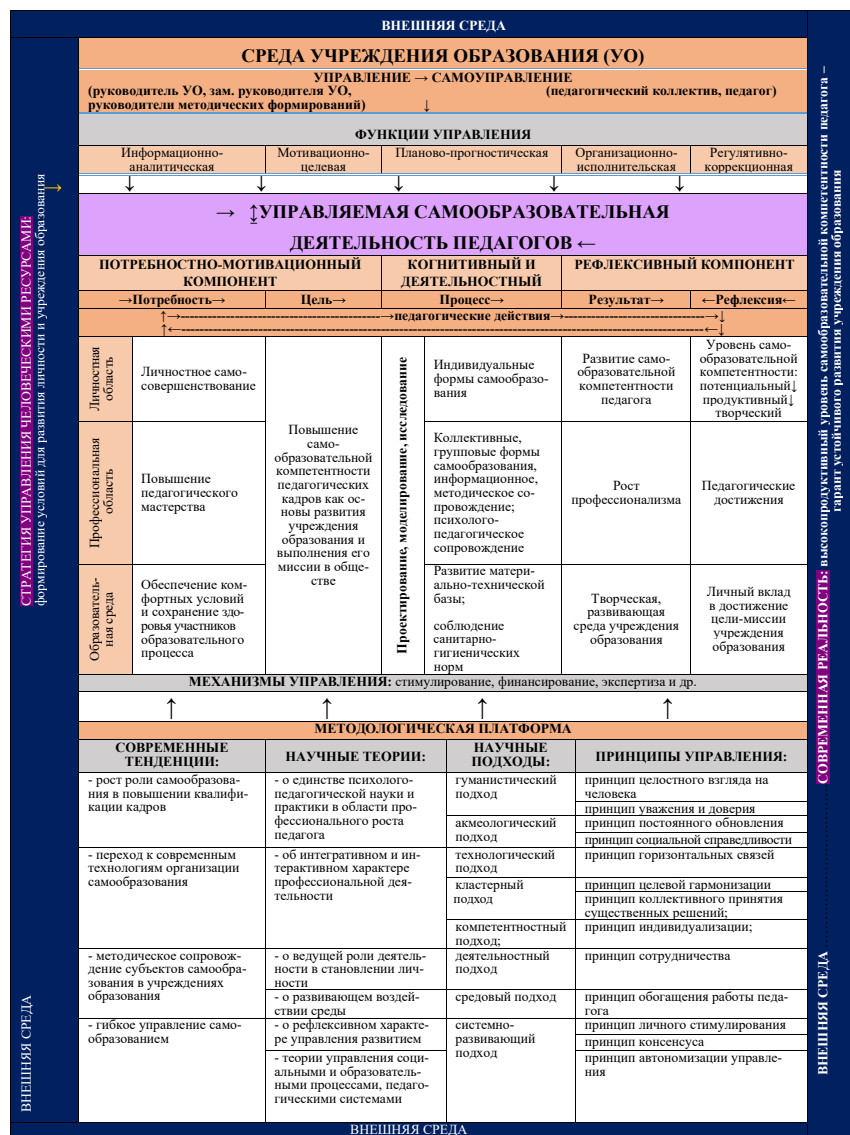 ВНЕШНЯЯ СРЕДА
СРЕДА УЧРЕЖДЕНИЯ ОБРАЗОВАНИЯ (УО)
УПРАВЛЕНИЕ → САМОУПРАВЛЕНИЕ
(руководитель УО, зам. руководителя УО, (педагогический коллектив, педагог)
руководители методических формирований) ↓
ФУНКЦИИ УПРАВЛЕНИЯ
Информационно-
аналитическая
Мотивационно-
целевая
Планово-прогностическая
Организационно-
исполнительская
Регулятивно-
коррекционная
↓ ↓ ↓ ↓ ↓
→ ↕УПРАВЛЯЕМАЯ САМООБРАЗОВАТЕЛЬНАЯ
ДЕЯТЕЛЬНОСТЬ ПЕДАГОГОВ ←
ПОТРЕБНОСТНО-МОТИВАЦИОННЫЙ
КОМПОНЕНТ
КОГНИТИВНЫЙ И
ДЕЯТЕЛЬНОСТНЫЙ
РЕФЛЕКСИВНЫЙ КОМПОНЕНТ
→Потребность→
Цель→
Процесс→
Результат→
←Рефлексия←
↑→--------------------------------------------→педагогические действия→-------------------------------→↓
↑←---------------------------------------------------------------------------------------------------------←↓
Личностная
область
Личностное само-
совершенствование
Повышение
само-
образовательной
компетентности
педагогических
кадров как ос-
новы развития
учреждения
образования и
выполнения его
миссии в обще-
стве
Проектирование, моделирование, исследование
Индивидуальные
формы самообразо-
вания
Развитие само-
образовательной
компетентности
педагога
Уровень само-
образовательной
компетентности:
потенциальный↓
продуктивный↓
творческий
Профессиональная
область
Повышение
педагогического
мастерства
Коллективные,
групповые формы
самообразования,
информационное,
методическое со-
провождение;
психолого-
педагогическое
сопровождение
Рост
профессионализма
Педагогические
достижения
Образователь-
ная среда
Обеспечение ком-
фортных условий
и сохранение здо-
ровья участников
образовательного
процесса
Развитие матери-
ально-технической
базы;
соблюдение
санитарно-
гигиенических
норм
Творческая,
развивающая
среда учреждения
образования
Личный вклад
в достижение
цели-миссии
учреждения
образования
МЕХАНИЗМЫ УПРАВЛЕНИЯ: стимулирование, финансирование, экспертиза и др.
↑ ↑ ↑ ↑
МЕТОДОЛОГИЧЕСКАЯ ПЛАТФОРМА
СОВРЕМЕННЫЕ
ТЕНДЕНЦИИ:
НАУЧНЫЕ ТЕОРИИ:
НАУЧНЫЕ
ПОДХОДЫ:
ПРИНЦИПЫ УПРАВЛЕНИЯ:
- рост роли самообразова-
ния в повышении квалифи-
кации кадров
- о единстве психолого-
педагогической науки и
практики в области про-
фессионального роста
педагога
гуманистический
подход
принцип целостного взгляда на
человека
принцип уважения и доверия
акмеологический
подход
принцип постоянного обновления
принцип социальной справедливости
- переход к современным
технологиям организации
самообразования
- об интегративном и ин-
терактивном характере
профессиональной дея-
тельности
технологический
подход
принцип горизонтальных связей
кластерный
подход
принцип целевой гармонизации
принцип коллективного принятия
существенных решений;
компетентностный
подход;
принцип индивидуализации;
- методическое сопровож-
дение субъектов самообра-
зования в учреждениях
образования
- о ведущей роли деятель-
ности в становлении лич-
ности
деятельностный
подход
принцип сотрудничества
- о развивающем воздей-
ствии среды
средовый подход
принцип обогащения работы педа-
гога
- гибкое управление само-
образованием
- о рефлексивном характе-
ре управления развитием
системно-
развивающий
подход
принцип личного стимулирования
принцип консенсуса
- теории управления соци-
альными и образователь-
ными процессами, педаго-
гическими системами
принцип автономизации управле-
ния
ВНЕШНЯЯ СРЕДА
СТРАТЕГИЯ УПРАВЛЕНИЯ ЧЕЛОВЕЧЕСКИМИ РЕСУРСАМИ:
формирование условий для развития личности и учреждения образования →
ВНЕШНЯЯ СРЕДА
ВНЕШНЯЯ СРЕДА СОВРЕМЕННАЯ РЕАЛЬНОСТЬ: высокопродуктивный уровень самообразовательной компетентности педагога –
гарант устойчивого развития учреждения образования